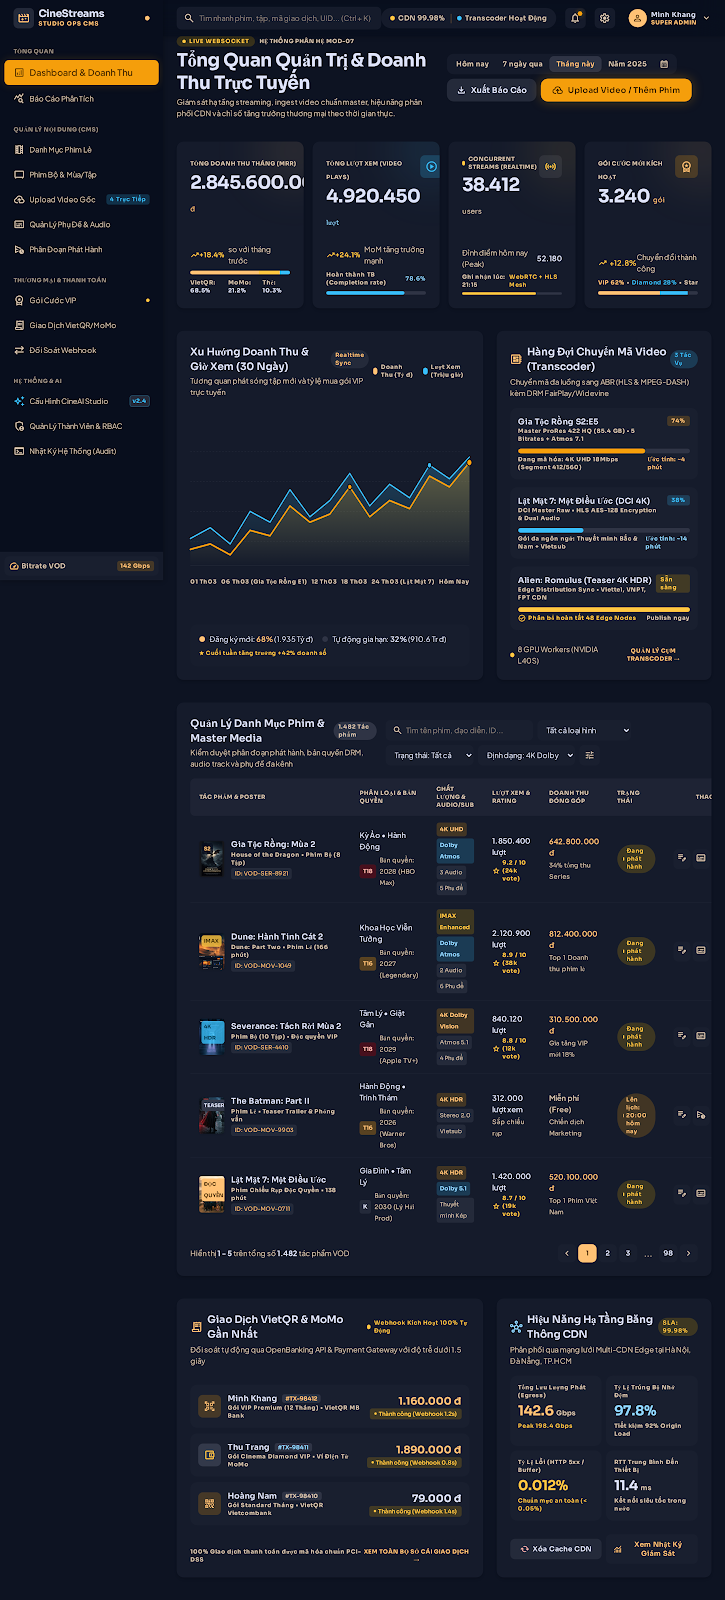 CineStreams
STUDIO OPS CMS
Tìm nhanh phim, tập, mã giao dịch, UID... (Ctrl + K)
CDN 99.98%
Transcoder Hoạt Động
Minh Khang
SUPER ADMIN
TỔNG QUAN
Dashboard & Doanh Thu
Báo Cáo Phân Tích
QUẢN LÝ NỘI DUNG (CMS)
Danh Mục Phim Lẻ
Phim Bộ & Mùa/Tập
Upload Video Gốc
4 Trực Tiếp
Quản Lý Phụ Đề & Audio
Phân Đoạn Phát Hành
THƯƠNG MẠI & THANH TOÁN
Gói Cước VIP
Giao Dịch VietQR/MoMo
Đối Soát Webhook
HỆ THỐNG & AI
Cấu Hình CineAI Studio
v2.4
Quản Lý Thành Viên & RBAC
Nhật Ký Hệ Thống (Audit)
Bitrate VOD
142 Gbps
LIVE WEBSOCKET
HỆ THỐNG PHÂN HỆ MOD-07
Tổng Quan Quản Trị & Doanh
Thu Trực Tuyến
Giám sát hạ tầng streaming, ingest video chuẩn master, hiệu năng phân
phối CDN và chỉ số tăng trưởng thương mại theo thời gian thực.
Hôm nay
7 ngày qua
Tháng này
Năm 2025
Xuất Báo Cáo
Upload Video / Thêm Phim
TỔNG DOANH THU THÁNG (MRR)
2.845.600.0
đ
+18.4%
so với tháng
trước
VietQR:
68.5%
MoMo:
21.2%
Thẻ:
10.3%
TỔNG LƯỢT XEM (VIDEO
PLAYS)
4.920.450
lượt
+24.1%
MoM tăng trưởng
mạnh
Hoàn thành TB
(Completion rate)
78.6%
CONCURRENT
STREAMS (REALTIME)
38.412
users
Đỉnh điểm hôm nay
(Peak)
52.180
Ghi nhận lúc:
21:15
WebRTC + HLS
Mesh
GÓI CƯỚC MỚI KÍCH
HOẠT
3.240 gói
+12.8%
Chuyển đổi thành
công
VIP 62% • Diamond 28% • Stan
Xu Hướng Doanh Thu &
Giờ Xem (30 Ngày)
Realtime
Sync
Tương quan phát sóng tập mới và tỷ lệ mua gói VIP
trực tuyến
Doanh
Thu (Tỷ đ)
Lượt Xem
(Triệu giờ)
01 Th03
06 Th03 (Gia Tộc Rồng E1)
12 Th03
18 Th03
24 Th03 (Lật Mặt 7)
Hôm Nay
Đăng ký mới: 68% (1.935 Tỷ đ)
Tự động gia hạn: 32% (910.6 Tr đ)
★ Cuối tuần tăng trưởng +42% doanh số
Hàng Đợi Chuyển Mã Video
(Transcoder)
3 Tác
Vụ
Chuyển mã đa luồng sang ABR (HLS & MPEG-DASH)
kèm DRM FairPlay/Widevine
Gia Tộc Rồng S2:E5
74%
Master ProRes 422 HQ (85.4 GB) • 5
Bitrates + Atmos 7.1
Đang mã hóa: 4K UHD 18Mbps
(Segment 412/560)
Ước tính: ~4
phút
Lật Mặt 7: Một Điều Ước (DCI 4K)
38%
DCI Master Raw • HLS AES-128 Encryption
& Dual Audio
Gói đa ngôn ngữ: Thuyết minh Bắc &
Nam + Vietsub
Ước tính: ~14
phút
Alien: Romulus (Teaser 4K HDR)
Sẵn
sàng
Edge Distribution Sync • Viettel, VNPT,
FPT CDN
Phân bổ hoàn tất 48 Edge Nodes
Publish ngay
8 GPU Workers (NVIDIA
L40S)
QUẢN LÝ CỤM
TRANSCODER →
Quản Lý Danh Mục Phim &
Master Media
1.482 Tác
phẩm
Kiểm duyệt phân đoạn phát hành, bản quyền DRM,
audio track và phụ đề đa kênh
Tìm tên phim, đạo diễn, ID...
Tất cả loại hình
Trạng thái: Tất cả
Định dạng: 4K Dolby
TÁC PHẨM & POSTER
PHÂN LOẠI & BẢN
QUYỀN
CHẤT
LƯỢNG &
AUDIO/SUB
LƯỢT XEM &
RATING
DOANH THU
ĐÓNG GÓP
TRẠNG
THÁI
THAO
S2
Gia Tộc Rồng: Mùa 2
House of the Dragon • Phim Bộ (8
Tập)
ID: VOD-SER-8921
Kỳ Ảo • Hành
Động
T18
Bản quyền:
2028 (HBO
Max)
4K UHD
Dolby
Atmos
3 Audio
5 Phụ đề
1.850.400
lượt
9.2 / 10
(24k
vote)
642.800.000
đ
34% tổng thu
Series
Đang
phát
hành
IMAX
Dune: Hành Tinh Cát 2
Dune: Part Two • Phim Lẻ (166
phút)
ID: VOD-MOV-1049
Khoa Học Viễn
Tưởng
T16
Bản quyền:
2027
(Legendary)
IMAX
Enhanced
Dolby
Atmos
2 Audio
6 Phụ đề
2.120.900
lượt
8.9 / 10
(38k
vote)
812.400.000
đ
Top 1 Doanh
thu phim lẻ
Đang
phát
hành
4K
HDR
Severance: Tách Rời Mùa 2
Phim Bộ (10 Tập) • Độc quyền VIP
ID: VOD-SER-4410
Tâm Lý • Giật
Gân
T18
Bản quyền:
2029
(Apple TV+)
4K Dolby
Vision
Atmos 5.1
4 Phụ đề
840.120
lượt
8.8 / 10
(12k
vote)
310.500.000
đ
Gia tăng VIP
mới 18%
Đang
phát
hành
TEASER
The Batman: Part II
Phim Lẻ • Teaser Trailer & Phỏng
vấn
ID: VOD-MOV-9903
Hành Động •
Trinh Thám
T16
Bản quyền:
2026
(Warner
Bros)
4K HDR
Stereo 2.0
Vietsub
312.000
lượt xem
Sắp chiếu
rạp
Miễn phí
(Free)
Chiến dịch
Marketing
Lên
lịch:
20:00
hôm
nay
ĐỘC
QUYỀN
Lật Mặt 7: Một Điều Ước
Phim Chiếu Rạp Độc Quyền • 138
phút
ID: VOD-MOV-0711
Gia Đình • Tâm
Lý
K
Bản quyền:
2030 (Lý Hải
Prod)
4K HDR
Dolby 5.1
Thuyết
minh Kép
1.420.000
lượt
8.7 / 10
(19k
vote)
520.100.000
đ
Top 1 Phim Việt
Nam
Đang
phát
hành
Hiển thị 1 - 5 trên tổng số 1.482 tác phẩm VOD
1
2
3
...
98
Giao Dịch VietQR & MoMo
Gần Nhất
Webhook Kích Hoạt 100% Tự
Động
Đối soát tự động qua OpenBanking API & Payment Gateway với độ trễ dưới 1.5
giây
Minh Khang
#TX-98412
Gói VIP Premium (12 Tháng) • VietQR MB
Bank
1.160.000 đ
Thành công (Webhook 1.2s)
Thu Trang
#TX-98411
Gói Cinema Diamond VIP • Ví Điện Tử
MoMo
1.890.000 đ
Thành công (Webhook 0.8s)
Hoàng Nam
#TX-98410
Gói Standard Tháng • VietQR
Vietcombank
79.000 đ
Thành công (Webhook 1.4s)
100% Giao dịch thanh toán được mã hóa chuẩn PCI-
DSS
XEM TOÀN BỘ SỔ CÁI GIAO DỊCH
→
Hiệu Năng Hạ Tầng Băng
Thông CDN
SLA:
99.98%
Phân phối qua mạng lưới Multi-CDN Edge tại Hà Nội,
Đà Nẵng, TP.HCM
Tổng Lưu Lượng Phát
(Egress)
142.6 Gbps
Peak 198.4 Gbps
Tỷ Lệ Trúng Bộ Nhớ
Đệm
97.8%
Tiết kiệm 92% Origin
Load
Tỷ Lệ Lỗi (HTTP 5xx /
Buffer)
0.012%
Chuẩn mực an toàn (<
0.05%)
RTT Trung Bình Đến
Thiết Bị
11.4 ms
Kết nối siêu tốc trong
nước
Xóa Cache CDN
Xem Nhật Ký
Giám Sát